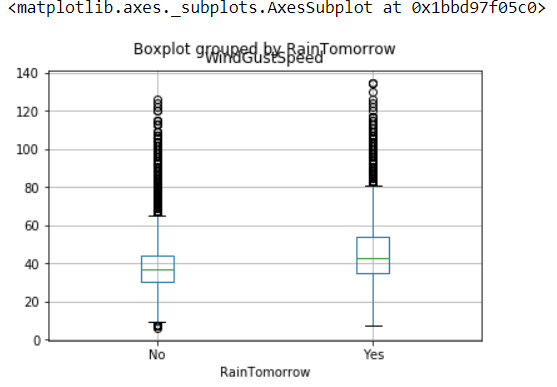 <matplotlib.axes._subplots.AxesSubplot at 0x1bbd97f05c0>
Boxplot grouped by RainTomorrow
WindGustSpeed
140
120
100
80
60
40
20
0
No Yes
RainTomorrow